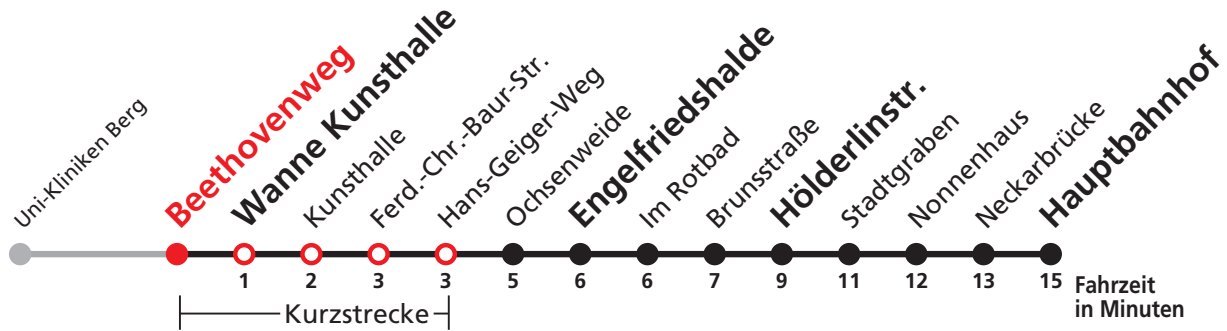 Uni-Kliniken Berg
Beethovenweg
Wanne Kunsthalle
Kunsthalle
Ferd.-Chr.-Baur-Str.
Hans-Geiger-Weg
Ochsenweide
Engelfriedshalde
Im Rotbad
Brunsstraße
Hölderlinstr.
Stadtgraben
Nonnenhaus
Neckarbrücke
Hauptbahnhof
1 2 3 3 5 6 6 7 9 11 12 13 15 Fahrzeit
in Minuten
Kurzstrecke